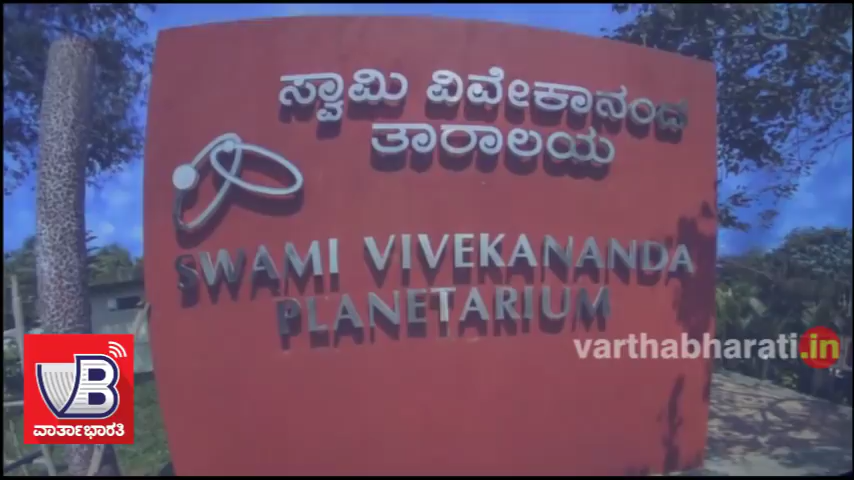 ಸ್ವಾಮಿ ವಿವೇಕಾನಂದ
ತಾರಾಲಯ
SWAMI VIVEKANANDA
PLANETARIUM
varthabharati.in
VB
ವಾರ್ತಾಭಾರತಿ